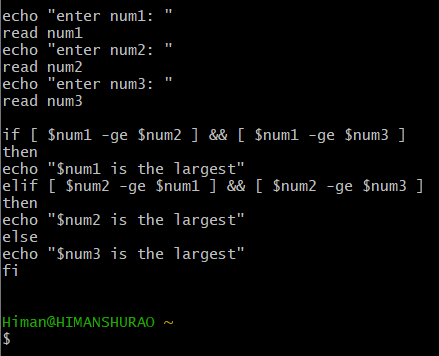 echo "enter num1: "
read num1
echo "enter num2: "
read num2
echo "enter num3: "
read num3
if [ $num1 -ge $num2 ] && [ $num1 -ge $num3 ]
then
echo "$num1 is the largest"
elif [ $num2 -ge $num1 ] && [ $num2 -ge $num3 ]
then
echo "$num2 is the largest"
else
echo "$num3 is the largest"
fi
Himan@HIMANSHURAO ~
$